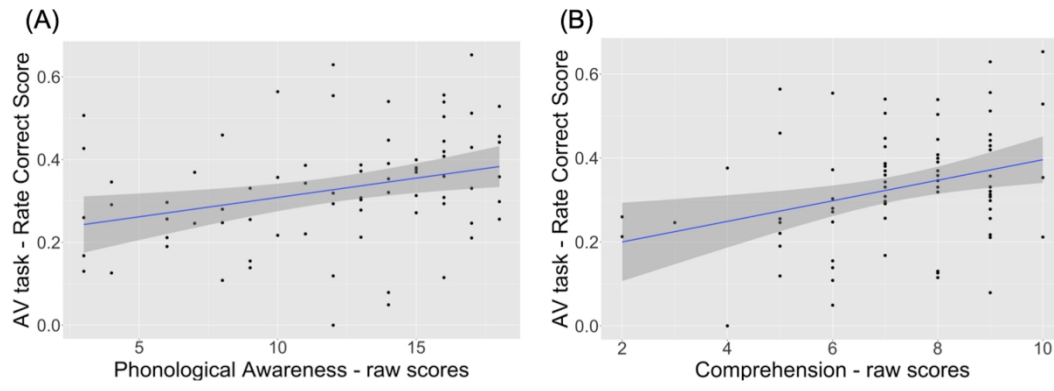 (A)
AV task - Rate Correct Score
0.6
0.4
0.2
0.0
5
10
15
Phonological Awareness - raw scores
(B)
AV task - Rate Correct Score
0.6
0.4
0.2
0.0
2
4
6
8
10
Comprehension - raw scores